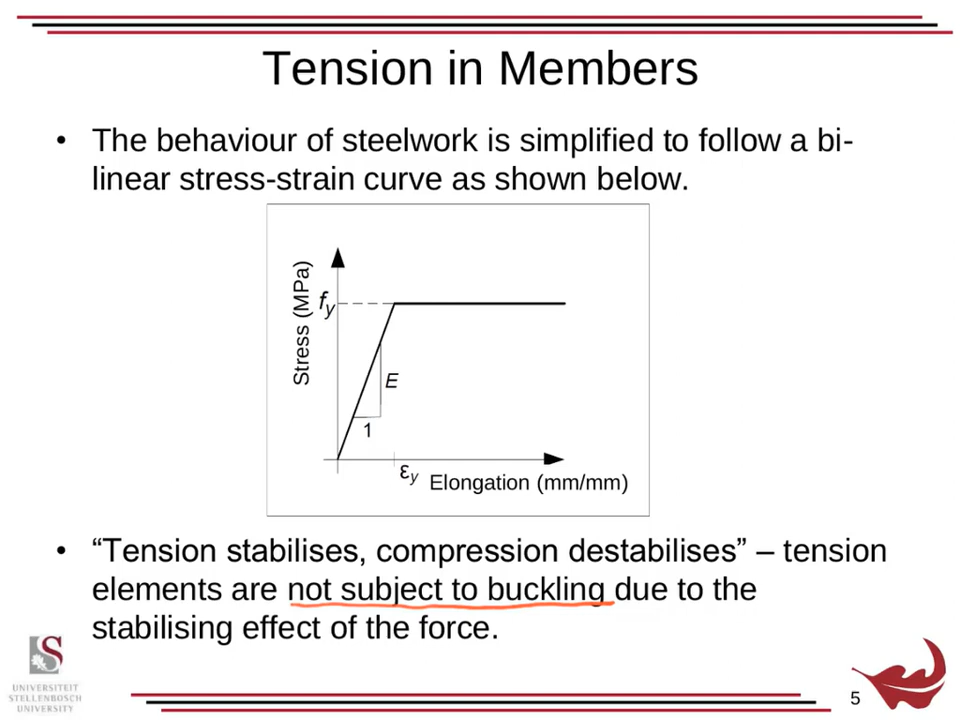 Tension in Members
• The behaviour of steelwork is simplified to follow a bi-
linear stress-strain curve as shown below.
Stress (MPa)
fy
E
1
εy
Elongation (mm/mm)
• “Tension stabilises, compression destabilises” – tension
elements are not subject to buckling due to the
stabilising effect of the force.
UNIVERSITEIT
STELLENBOSCH
UNIVERSITY
5